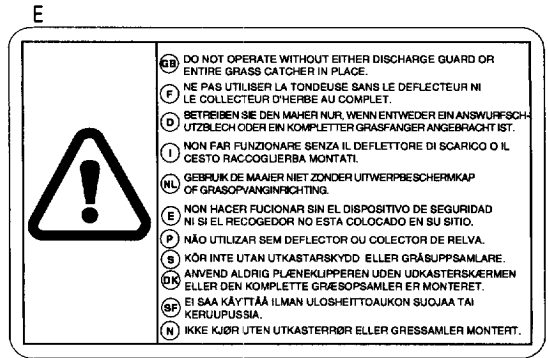 E
GB DO NOT OPERATE WITHOUT EITHER DISCHARGE GUARD OR
ENTIRE GRASS CATCHER IN PLACE.
F NE PAS UTILISER LA TONDEUSE SANS LE DEFLECTEUR NI
LE COLLECTEUR D'HERBE AU COMPLET.
D BETREIBEN SIE DEN MAHER NUR, WENN ENTWEDER EIN ANSWURFSCH-
UTZBLECH ODER EIN KOMPLETTER GRASFANGER ANGEBRACHT IST.
I NON FAR FUNZIONARE SENZA IL DEFLETTORE DI SCARICO O IL
CESTO RACCOGLIERBA MONTATI.
NL GEBRUIK DE MAAIER NIET ZONDER UITWERPBESCHERMKAP
OF GRASOPVANGINRICHTING.
E NON HACER FUCIONAR SIN EL DISPOSITIVO DE SEGURIDAD
NI SI EL RECOGEDOR NO ESTA COLOCADO EN SU SITIO.
P NÃO UTILIZAR SEM DEFLECTOR OU COLECTOR DE RELVA.
S KÖR INTE UTAN UTKASTARSKYDD ELLER GRÄSUPPSAMLARE.
DK ANVEND ALDRIG PLÆNEKLIPPEREN UDEN UDKASTERSKÆRMEN
ELLER DEN KOMPLETTE GRÆSOPSAMLER ER MONTERET.
SF EI SAA KÄYTTÄÄ ILMAN ULOSHEITTOAUKON SUOJAA TAI
KERUUPUSSIA.
N IKKE KJØR UTEN UTKASTERRØR ELLER GRESSAMLER MONTERT.